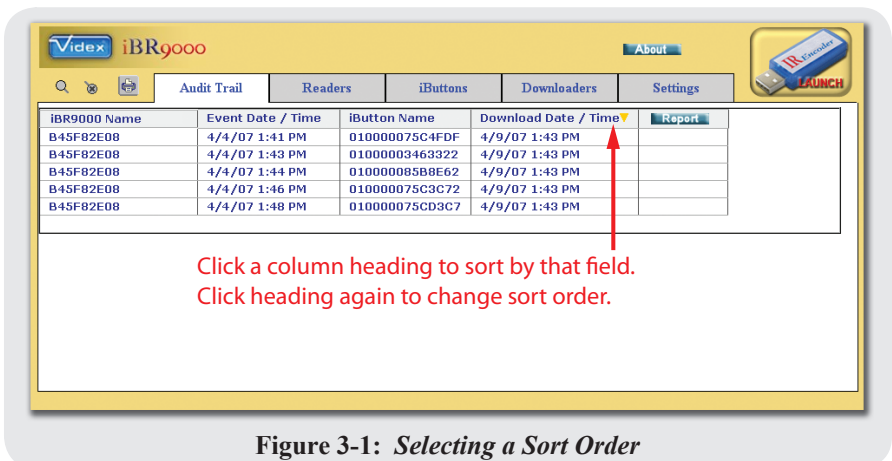 Videx iBR9000
About
IR Encoder
LAUNCH
Audit Trail Readers iButtons Downloaders Settings
iBR9000 Name Event Date / Time iButton Name Download Date / Time Report
B45F82E08 4/4/07 1:41 PM 010000075C4FDF 4/9/07 1:43 PM
B45F82E08 4/4/07 1:43 PM 01000003463322 4/9/07 1:43 PM
B45F82E08 4/4/07 1:44 PM 010000085B8E62 4/9/07 1:43 PM
B45F82E08 4/4/07 1:46 PM 010000075C3C72 4/9/07 1:43 PM
B45F82E08 4/4/07 1:48 PM 010000075CD3C7 4/9/07 1:43 PM
Click a column heading to sort by that field.
Click heading again to change sort order.
Figure 3-1: Selecting a Sort Order